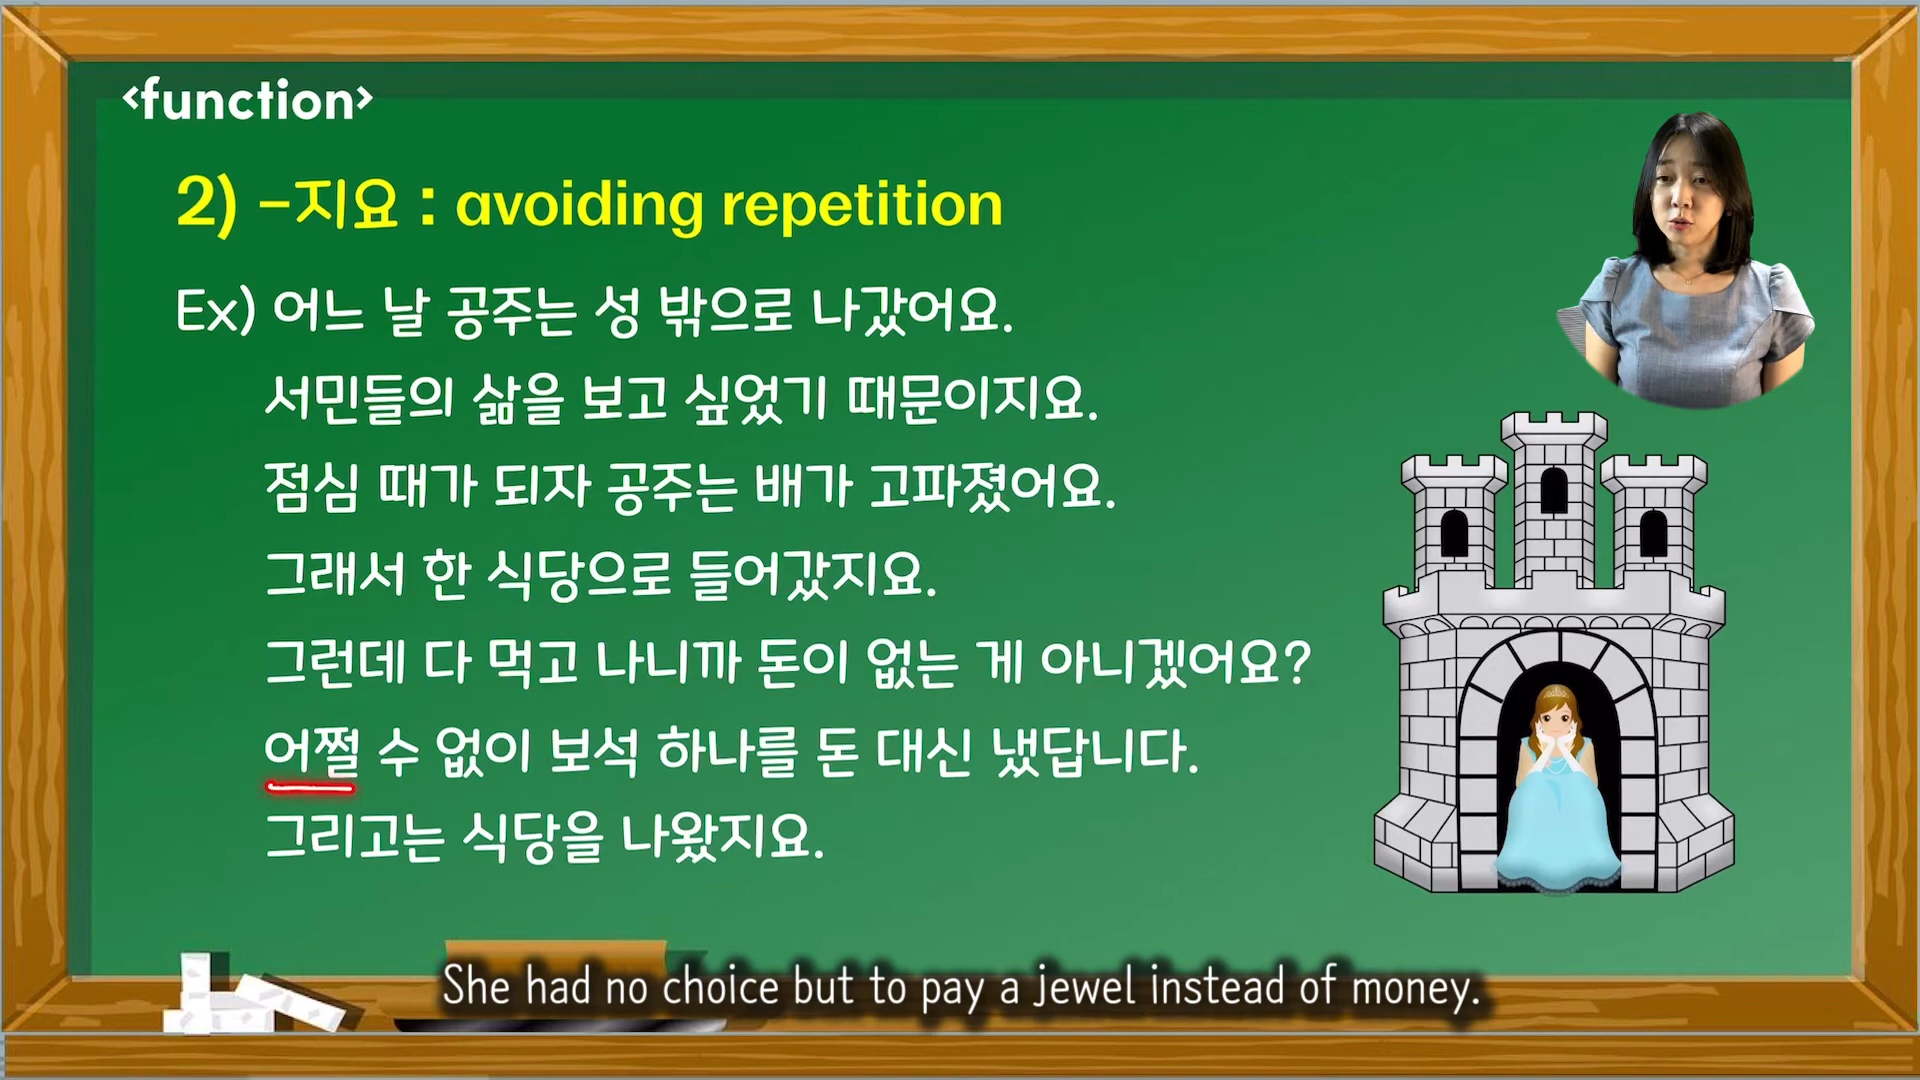 <function>
2) -지요 : avoiding repetition
Ex) 어느 날 공주는 성 밖으로 나갔어요.
서민들의 삶을 보고 싶었기 때문이지요.
점심 때가 되자 공주는 배가 고파졌어요.
그래서 한 식당으로 들어갔지요.
그런데 다 먹고 나니까 돈이 없는 게 아니겠어요?
어쩔 수 없이 보석 하나를 돈 대신 냈답니다.
그리고는 식당을 나왔지요.
She had no choice but to pay a jewel instead of money.